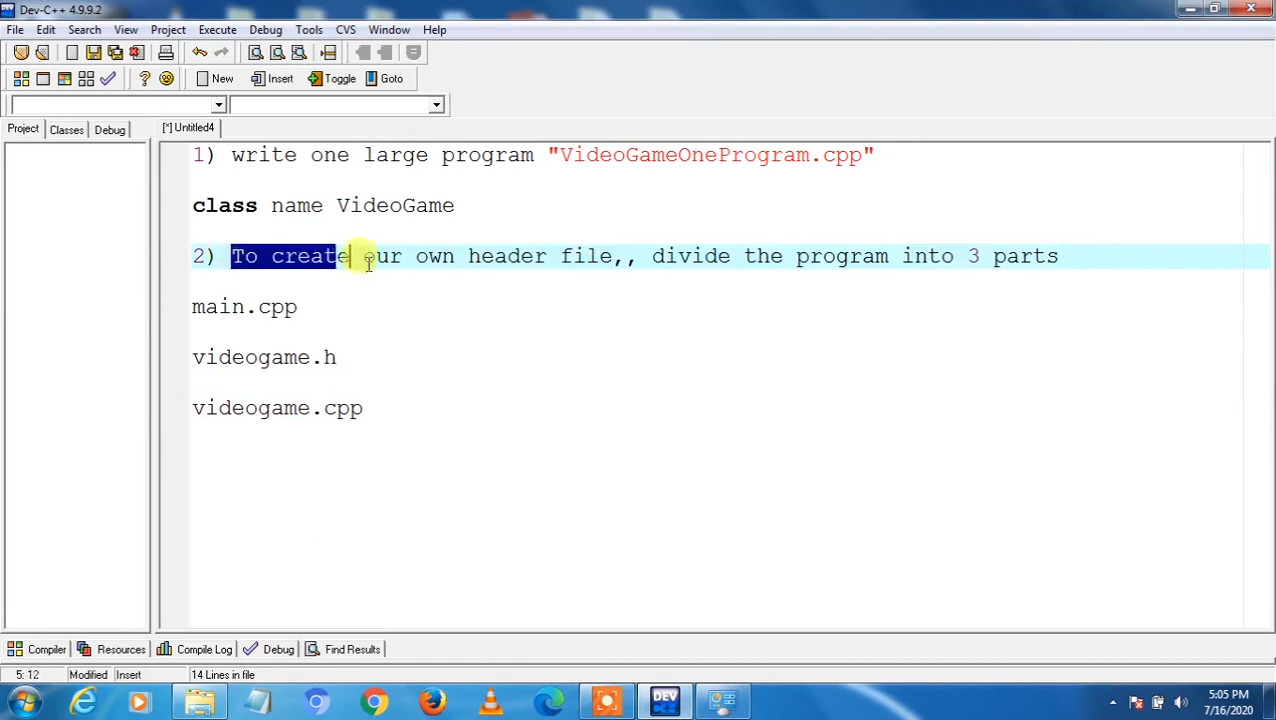 Dev-C++ 4.9.9.2
File Edit Search View Project Execute Debug Tools CVS Window Help
New Insert Toggle Goto
Project Classes Debug [*] Untitled4
1) write one large program "VideoGameOneProgram.cpp"
class name VideoGame
2) To create our own header file,, divide the program into 3 parts
main.cpp
videogame.h
videogame.cpp
Compiler Resources Compile Log Debug Find Results
5: 12 Modified Insert 14 Lines in file
DEV C++
5:05 PM
7/16/2020